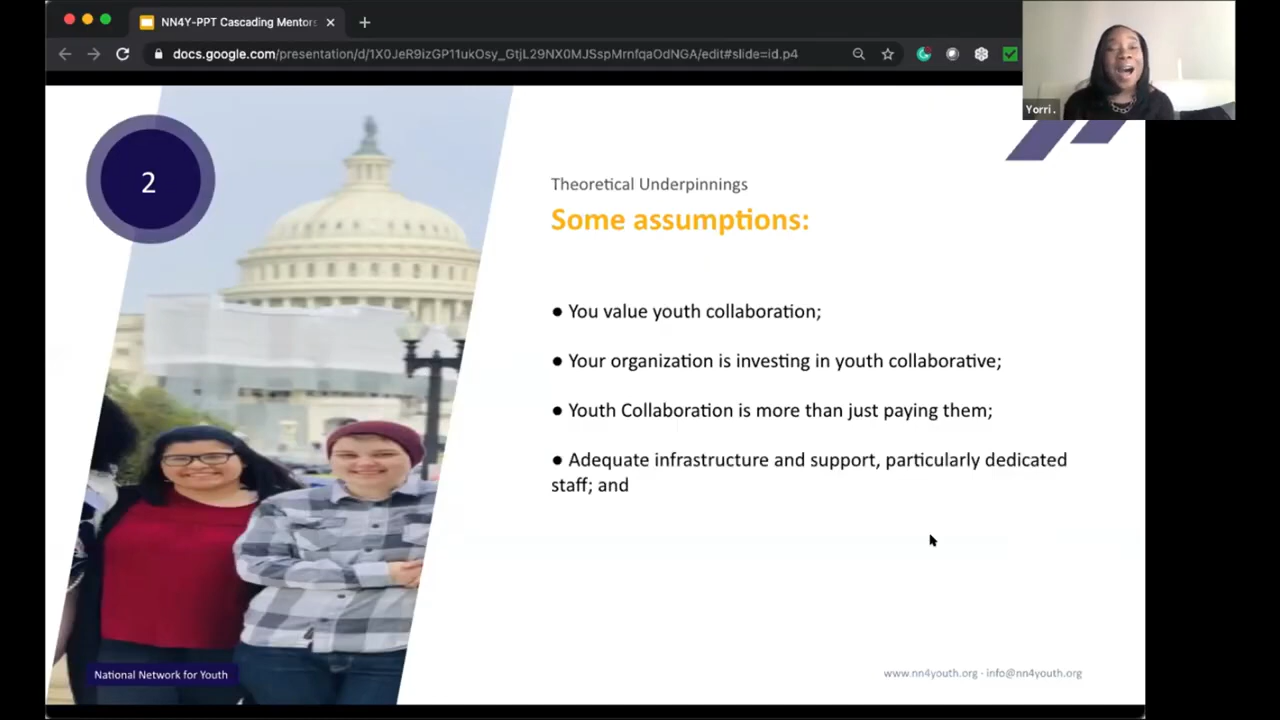 NN4Y-PPT Cascading Mentors
docs.google.com/presentation/d/1X0JeR9izGP11ukOsy_GtjL29NX0MJSspMrnfqaOdNGA/edit#slide=id.p4
Yorri .
2
Theoretical Underpinnings
Some assumptions:
● You value youth collaboration;
● Your organization is investing in youth collaborative;
● Youth Collaboration is more than just paying them;
● Adequate infrastructure and support, particularly dedicated
staff; and
National Network for Youth
www.nn4youth.org · info@nn4youth.org